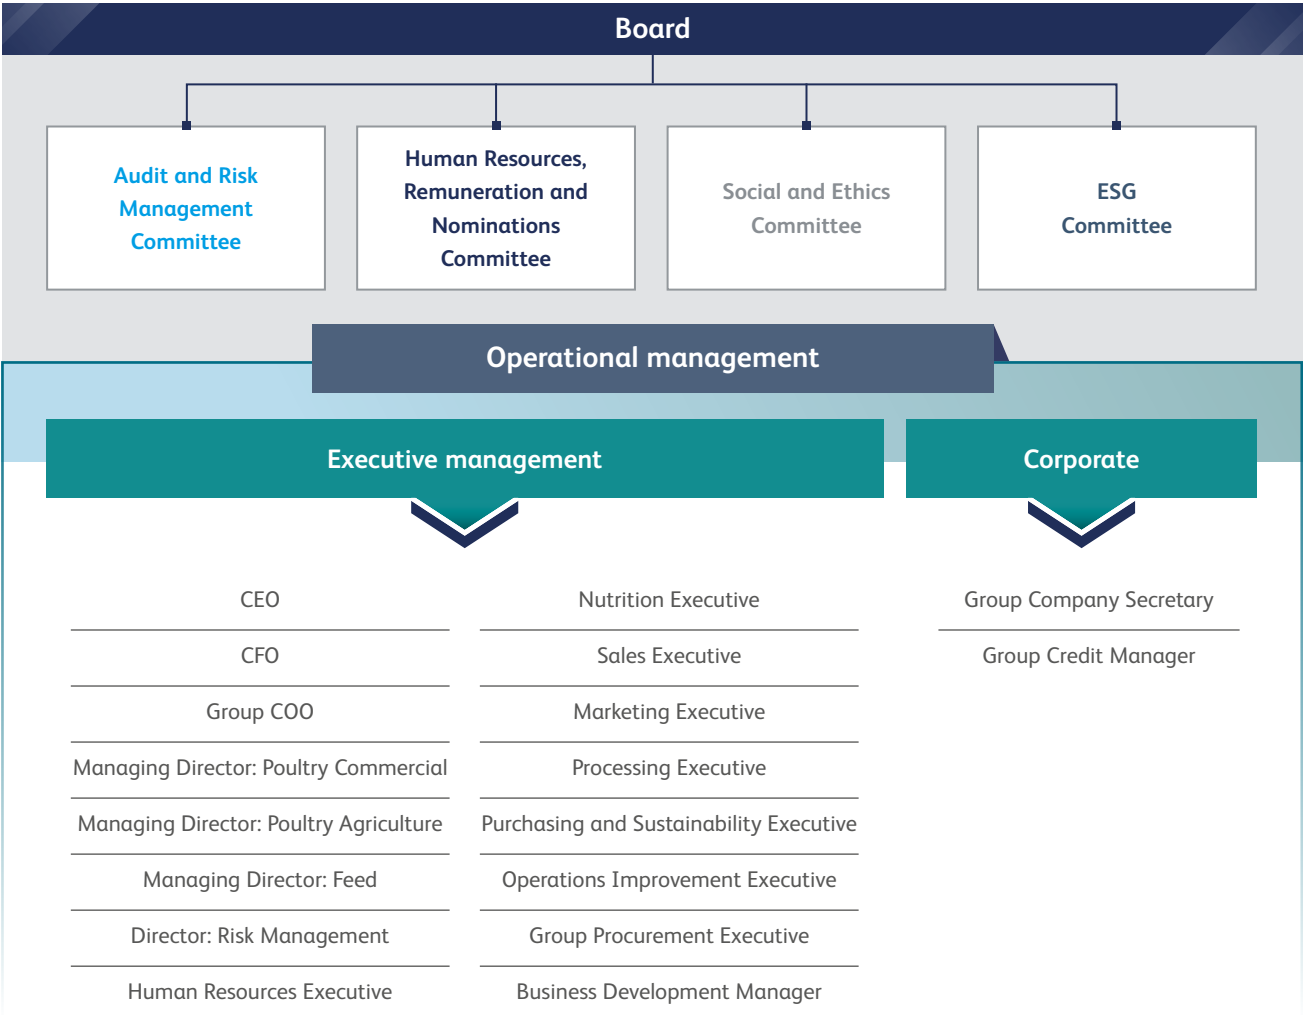 Board
Audit and Risk
Management
Committee
Human Resources,
Remuneration and
Nominations
Committee
Social and Ethics
Committee
ESG
Committee
Operational management
Executive management
CEO
CFO
Group COO
Managing Director: Poultry Commercial
Managing Director: Poultry Agriculture
Managing Director: Feed
Director: Risk Management
Human Resources Executive
Nutrition Executive
Sales Executive
Marketing Executive
Processing Executive
Purchasing and Sustainability Executive
Operations Improvement Executive
Group Procurement Executive
Business Development Manager
Corporate
Group Company Secretary
Group Credit Manager